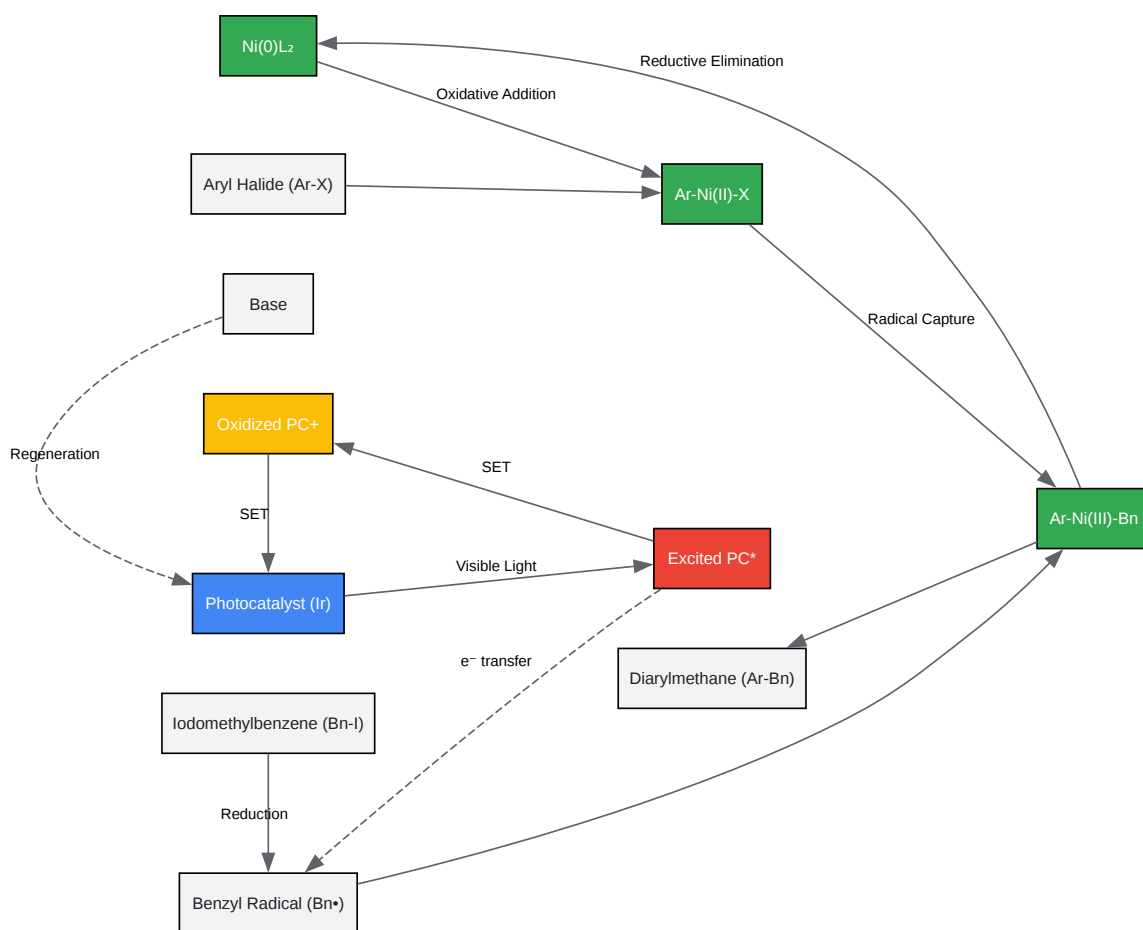 Ni(0)L₂
Reductive Elimination
Oxidative Addition
Aryl Halide (Ar-X)
Ar-Ni(II)-X
Base
Radical Capture
Oxidized PC+
Regeneration
SET
SET
Ar-Ni(III)-Bn
Visible Light
Excited PC*
Photocatalyst (Ir)
e⁻ transfer
Diarylmethane (Ar-Bn)
Iodomethylbenzene (Bn-I)
Reduction
Benzyl Radical (Bn•)